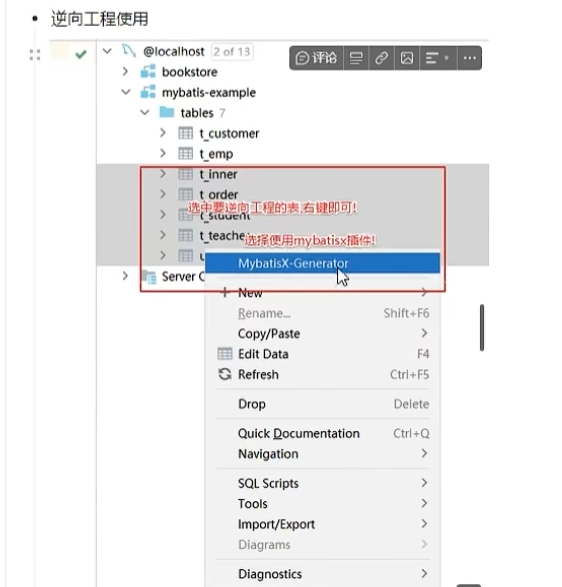 逆向工程使用
@localhost 2 of 13
评论
bookstore
mybatis-example
tables 7
t_customer
t_emp
t_inner
t_order
选中要逆向工程的表,右键即可!
t_student
t_teache
选择使用mybatisx插件!
u
MybatisX-Generator
Server C
New
Rename... Shift+F6
Copy/Paste
Edit Data F4
Refresh Ctrl+F5
Drop Delete
Quick Documentation Ctrl+Q
Navigation
SQL Scripts
Tools
Import/Export
Diagrams
Diagnostics